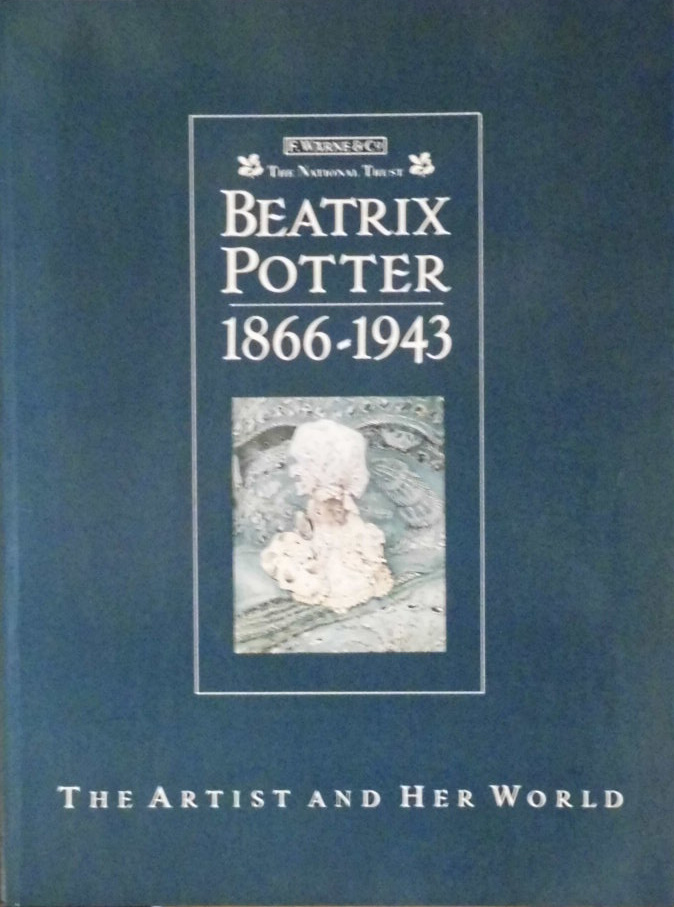 F. WARNE & Co
THE NATIONAL TRUST
BEATRIX
POTTER
1866-1943
THE ARTIST AND HER WORLD